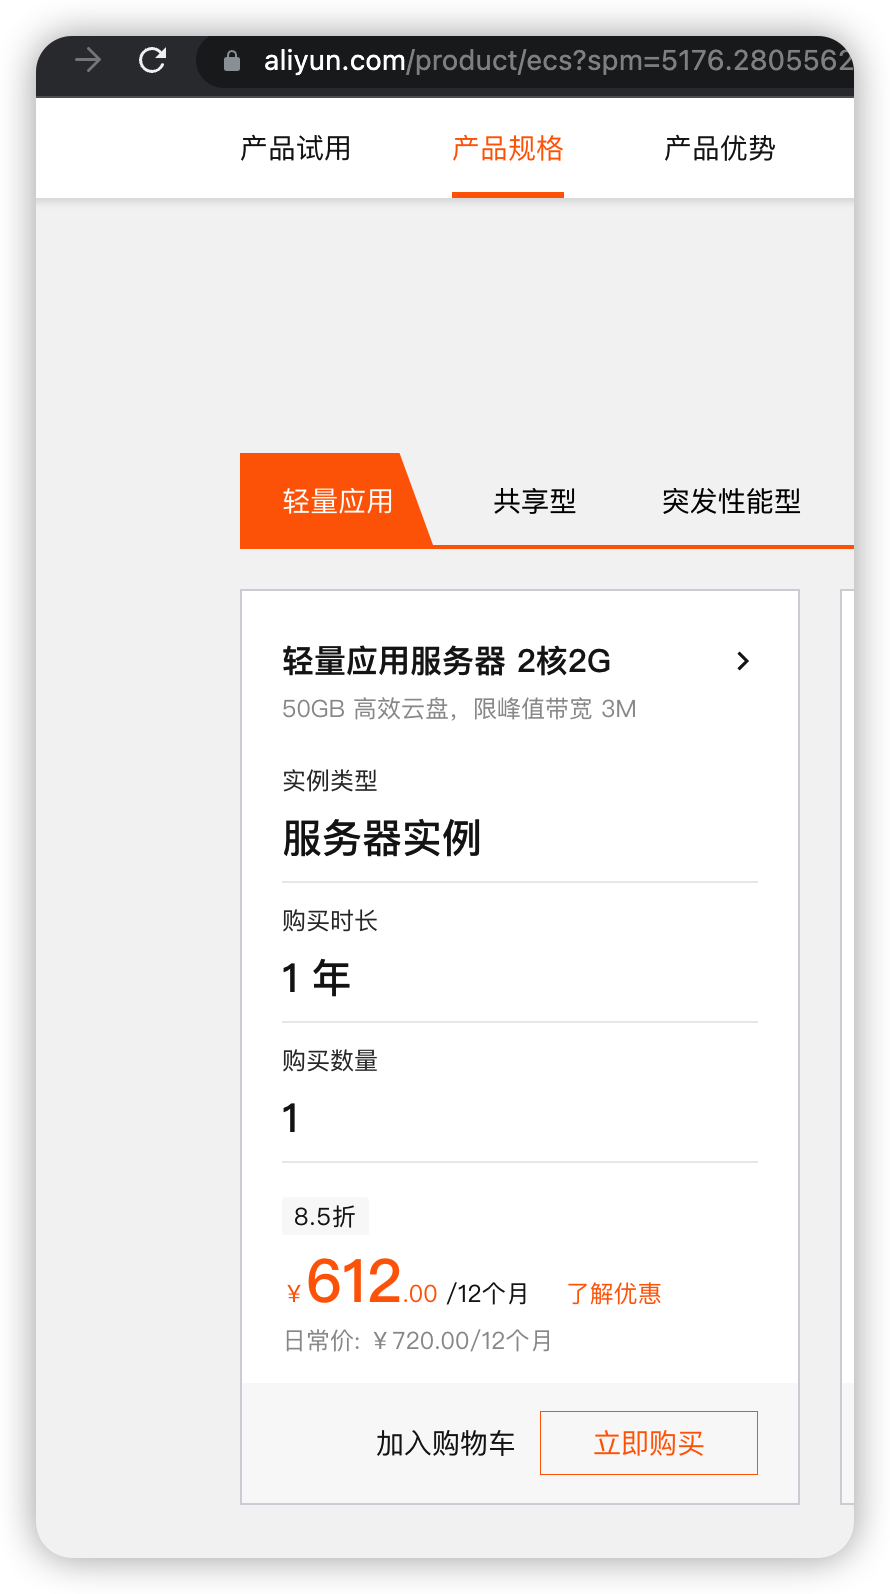 aliyun.com/product/ecs?spm=5176.2805562
产品试用 产品规格 产品优势
轻量应用 共享型 突发性能型
轻量应用服务器 2核2G
50GB 高效云盘，限峰值带宽 3M
实例类型
服务器实例
购买时长
1 年
购买数量
1
8.5折
¥612.00 /12个月 了解优惠
日常价: ¥720.00/12个月
加入购物车 立即购买